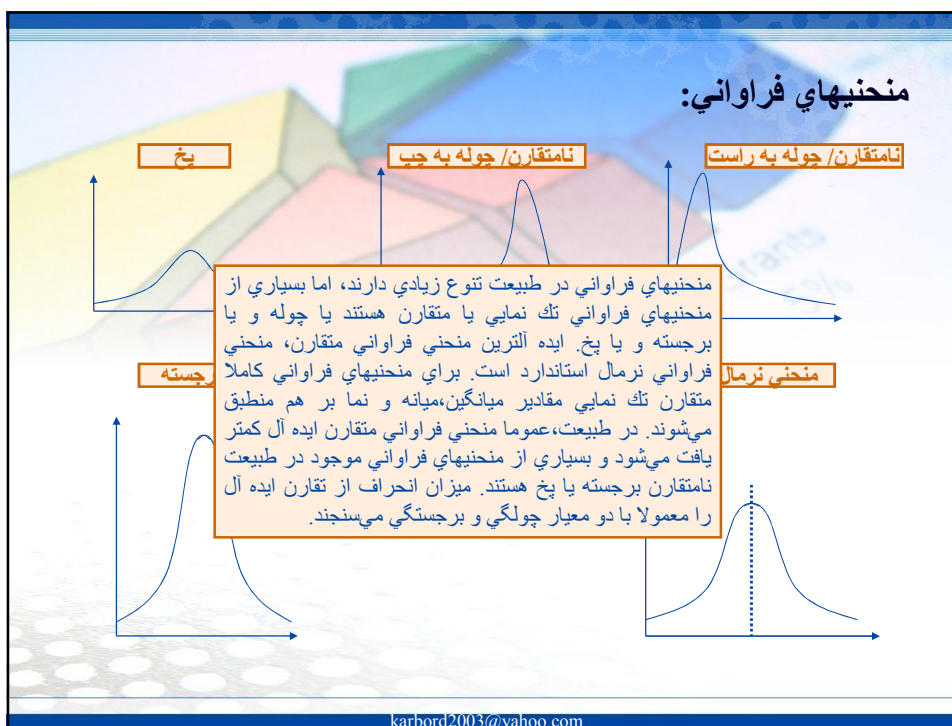 منحنيهاي فراواني:
نامتقارن/ چوله به راست
نامتقارن/ چوله به چپ
پخ
منحنيهاي فراواني در طبيعت تنوع زيادي دارند، اما بسياري از
منحنيهاي فراواني تك نمايي يا متقارن هستند يا چوله و يا
برجسته و يا پخ. ايده آلترين منحني فراواني متقارن، منحني
فراواني نرمال استاندارد است. براي منحنيهاي فراواني كاملا
متقارن تك نمايي مقادير ميانگين،ميانه و نما بر هم منطبق
مي‌شوند. در طبيعت،عموما منحني فراواني متقارن ايده آل كمتر
يافت مي‌شود و بسياري از منحنيهاي فراواني موجود در طبيعت
نامتقارن برجسته يا پخ هستند. ميزان انحراف از تقارن ايده آل
را معمولا با دو معيار چولگي و برجستگي مي‌سنجند.
منحني نرمال
برجسته
karbord2003@yahoo.com